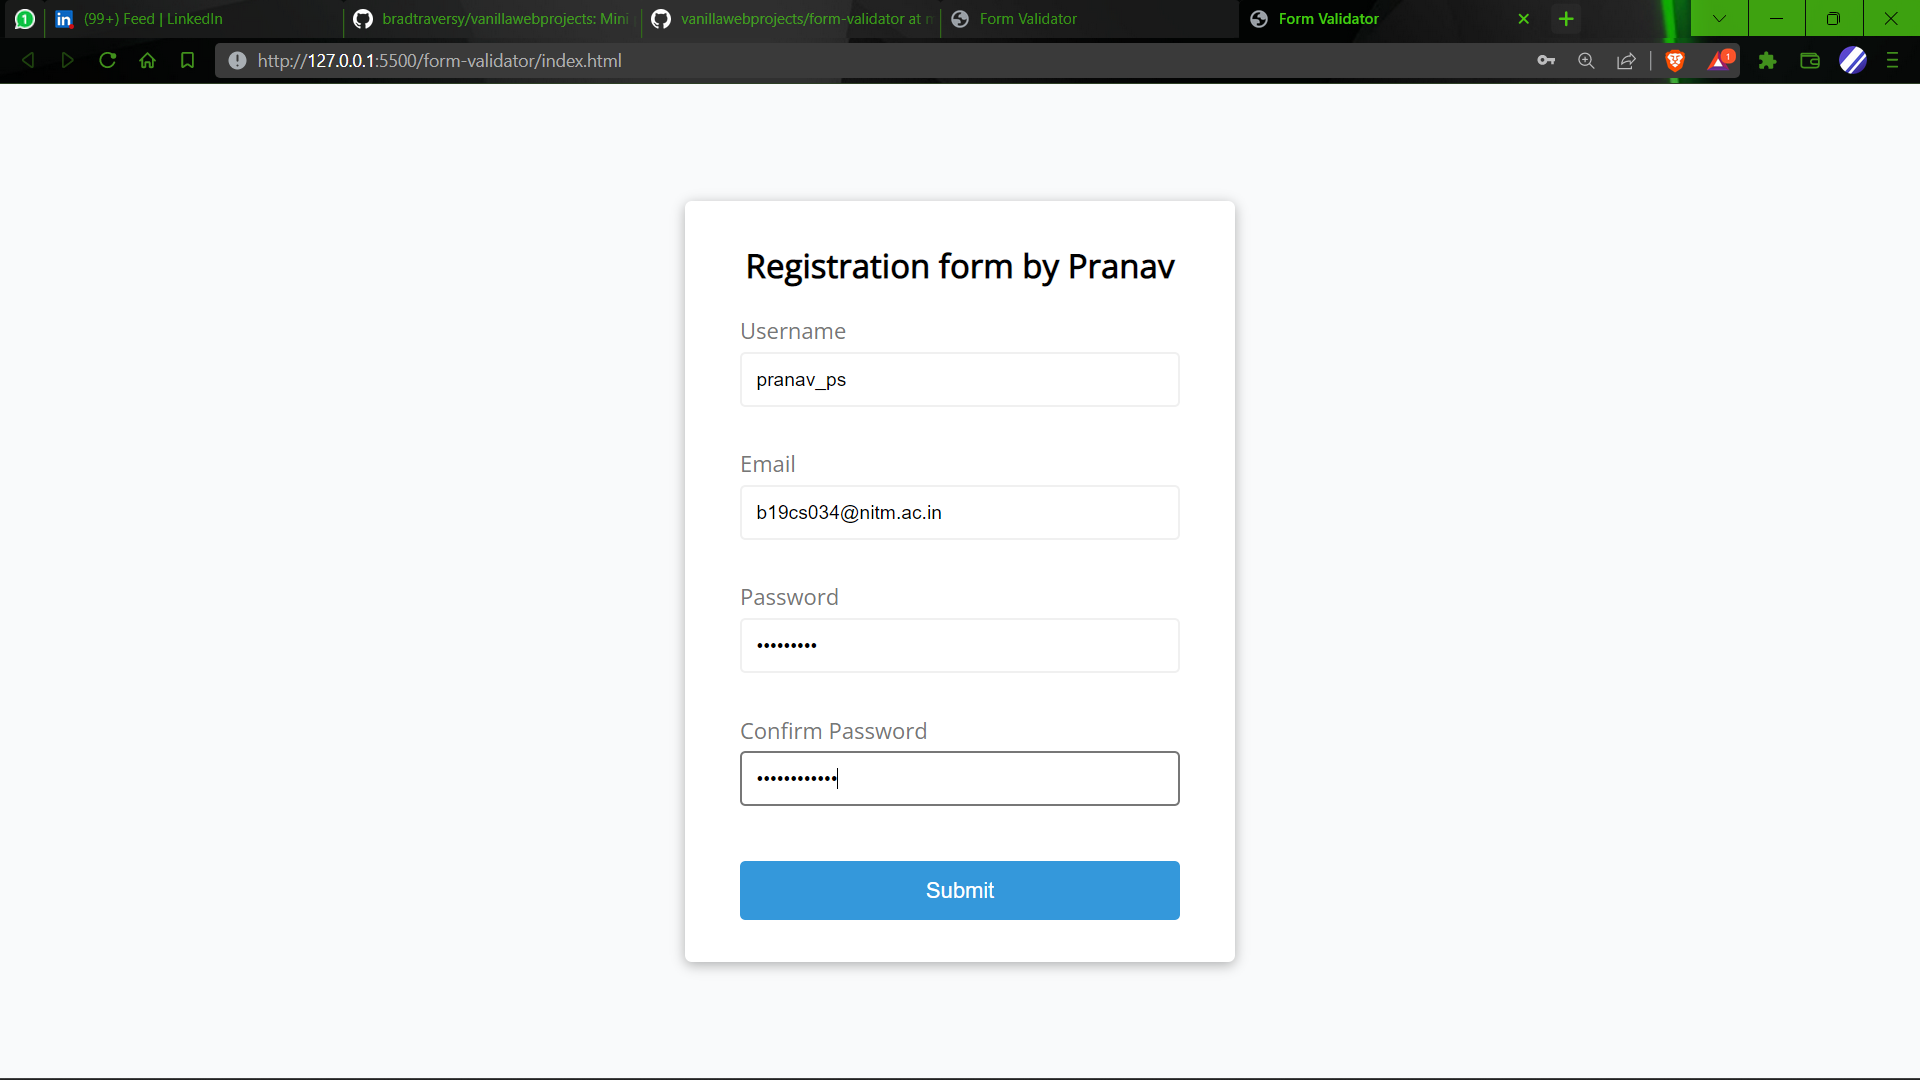 (99+) Feed | LinkedIn
bradtraversy/vanillawebprojects: Mini
vanillawebprojects/form-validator at m
Form Validator
Form Validator
http://127.0.0.1:5500/form-validator/index.html
1
Registration form by Pranav
Username
pranav_ps
Email
b19cs034@nitm.ac.in
Password
•••••••••
Confirm Password
••••••••••••
Submit